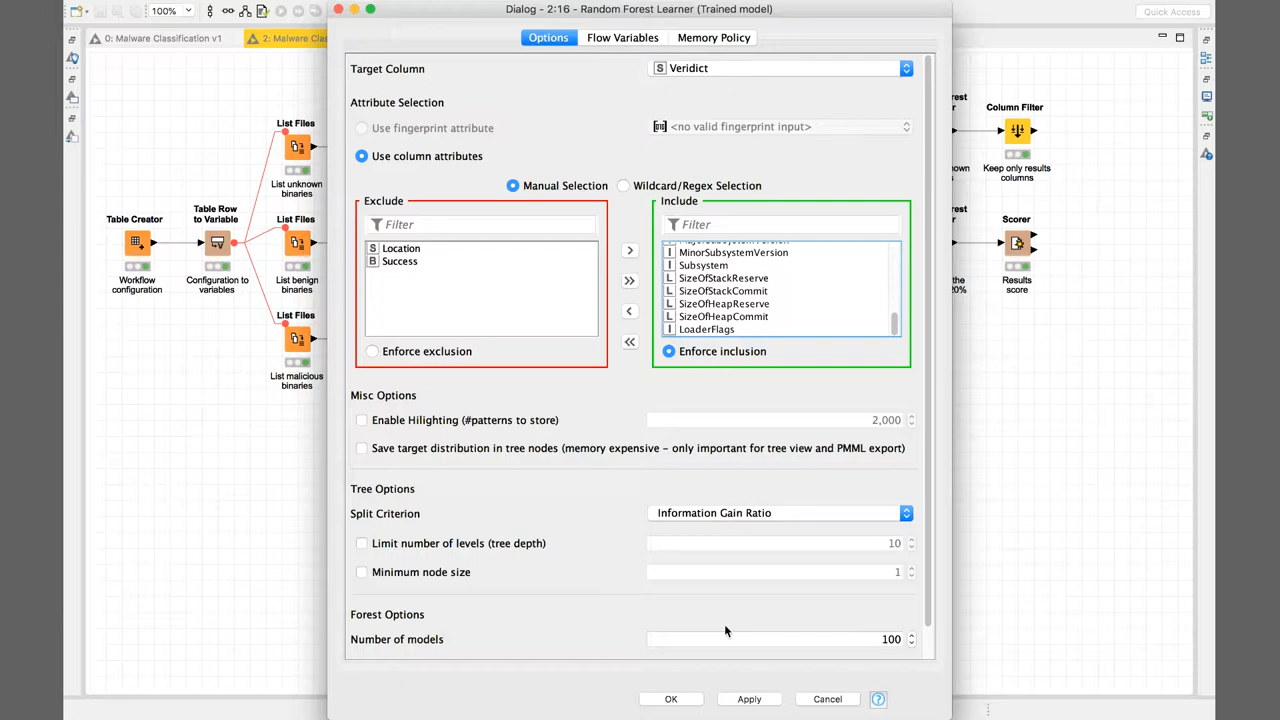 Dialog - 2:16 - Random Forest Learner (Trained model)
100%
Quick Access
0: Malware Classification v1
2: Malware Clas
Options
Flow Variables
Memory Policy
Target Column
S Veridict
Attribute Selection
Use fingerprint attribute
<no valid fingerprint input>
Use column attributes
Manual Selection
Wildcard/Regex Selection
Exclude
Include
Filter
Filter
S Location
B Success
MajorSubsystemVersion
I MinorSubsystemVersion
I Subsystem
L SizeOfStackReserve
L SizeOfStackCommit
L SizeOfHeapReserve
L SizeOfHeapCommit
I LoaderFlags
Enforce exclusion
Enforce inclusion
Misc Options
Enable Hilighting (#patterns to store)
2,000
Save target distribution in tree nodes (memory expensive - only important for tree view and PMML export)
Tree Options
Split Criterion
Information Gain Ratio
Limit number of levels (tree depth)
10
Minimum node size
1
Forest Options
Number of models
100
OK
Apply
Cancel
?
Table Creator
Workflow
configuration
Table Row
to Variable
Configuration to
variables
List Files
List unknown
binaries
List Files
List benign
binaries
List Files
List malicious
binaries
Column Filter
Keep only results
columns
Scorer
Results
score